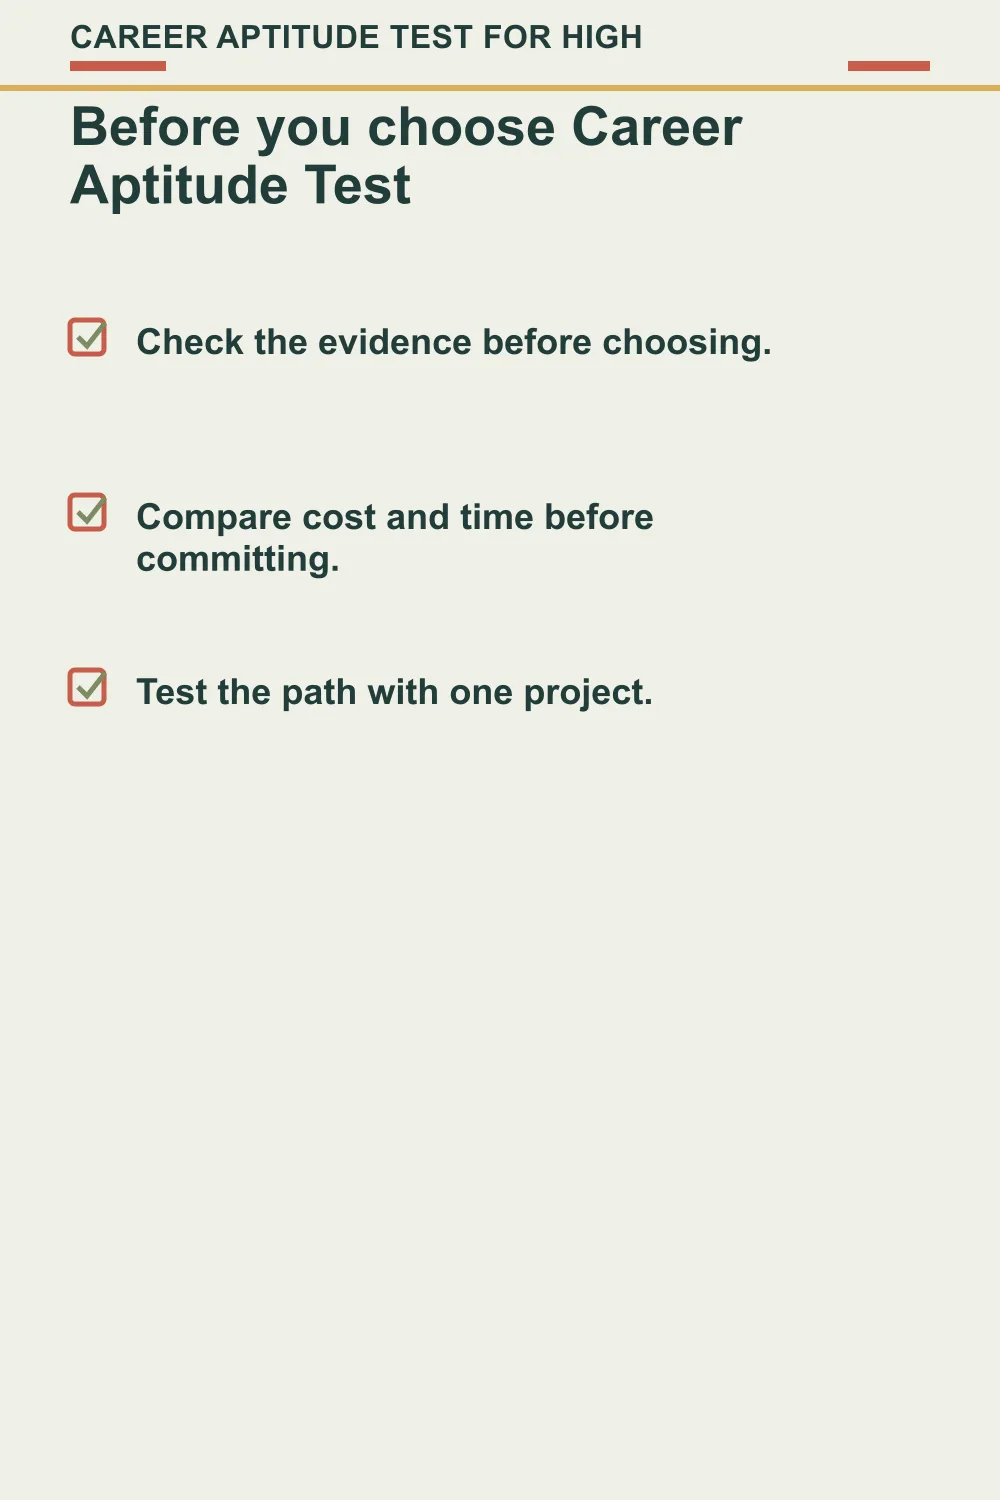 CAREER APTITUDE TEST FOR HIGH
Before you choose Career
Aptitude Test
Check the evidence before choosing.
Compare cost and time before
committing.
Test the path with one project.